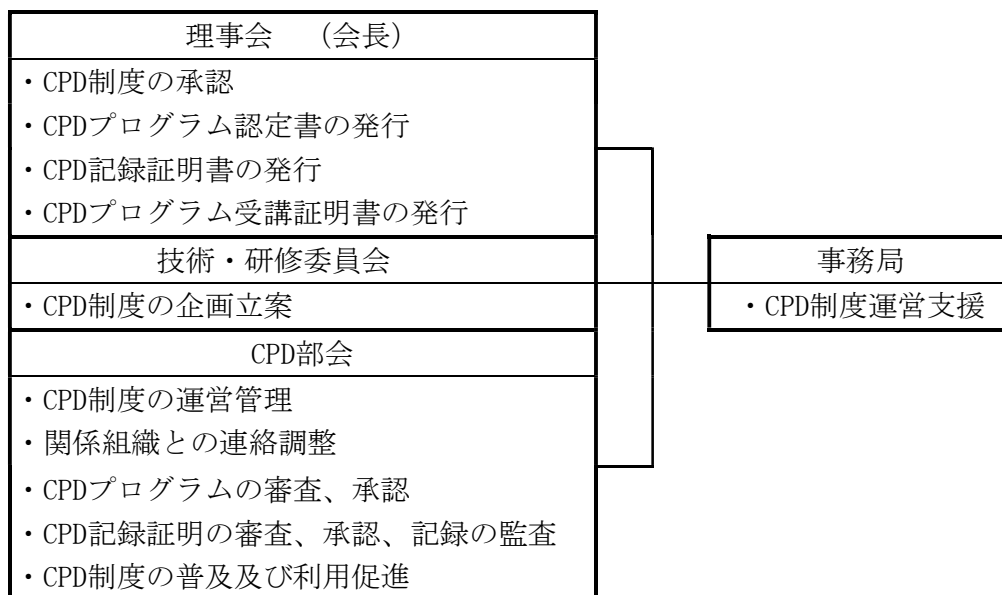 理事会　（会長）
・CPD制度の承認
・CPDプログラム認定書の発行
・CPD記録証明書の発行
・CPDプログラム受講証明書の発行
技術・研修委員会
・CPD制度の企画立案
CPD部会
・CPD制度の運営管理
・関係組織との連絡調整
・CPDプログラムの審査、承認
・CPD記録証明の審査、承認、記録の監査
・CPD制度の普及及び利用促進
事務局
・CPD制度運営支援